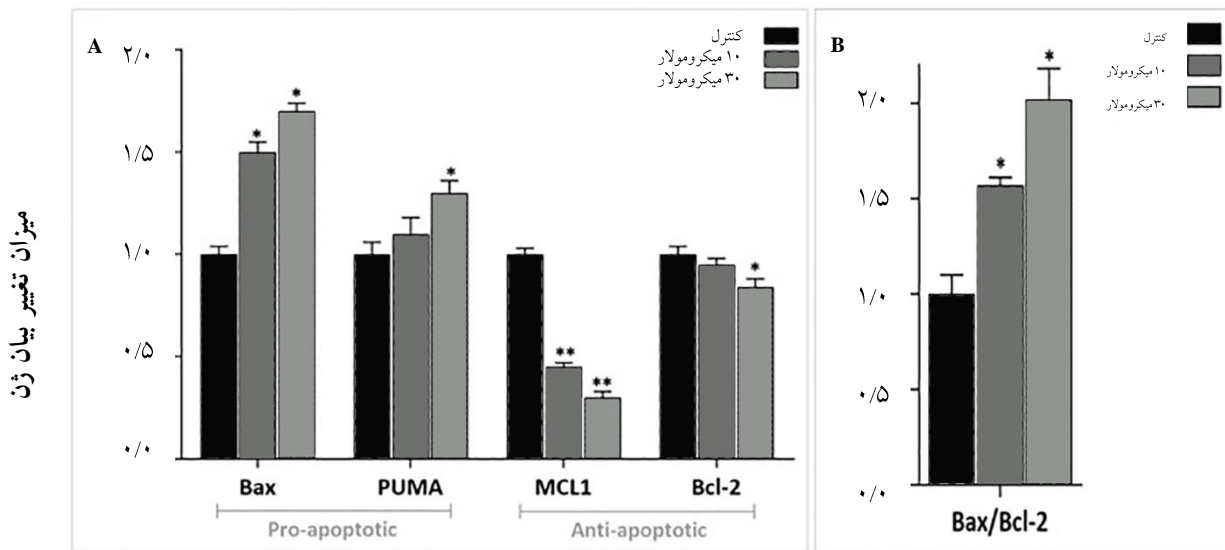 میزان تغییر بیان ژن
A
کنترل
۱۰ میکرومولار
۳۰ میکرومولار
۲/۰
۱/۵
۱/۰
۰/۵
۰/۰
*
*
*
**
**
*
Bax
PUMA
MCL1
Bcl-2
Pro-apoptotic
Anti-apoptotic
B
کنترل
۱۰ میکرومولار
۳۰ میکرومولار
۲/۰
۱/۵
۱/۰
۰/۵
۰/۰
*
*
Bax/Bcl-2